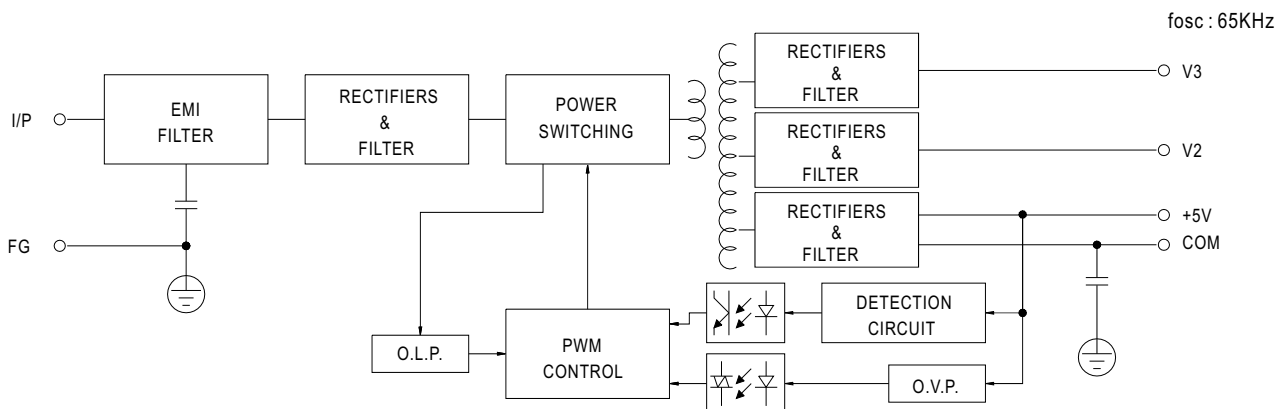 fosc : 65KHz
I/P
EMI
FILTER
RECTIFIERS
&
FILTER
POWER
SWITCHING
RECTIFIERS
&
FILTER
V3
RECTIFIERS
&
FILTER
V2
RECTIFIERS
&
FILTER
+5V
COM
FG
O.L.P.
PWM
CONTROL
DETECTION
CIRCUIT
O.V.P.